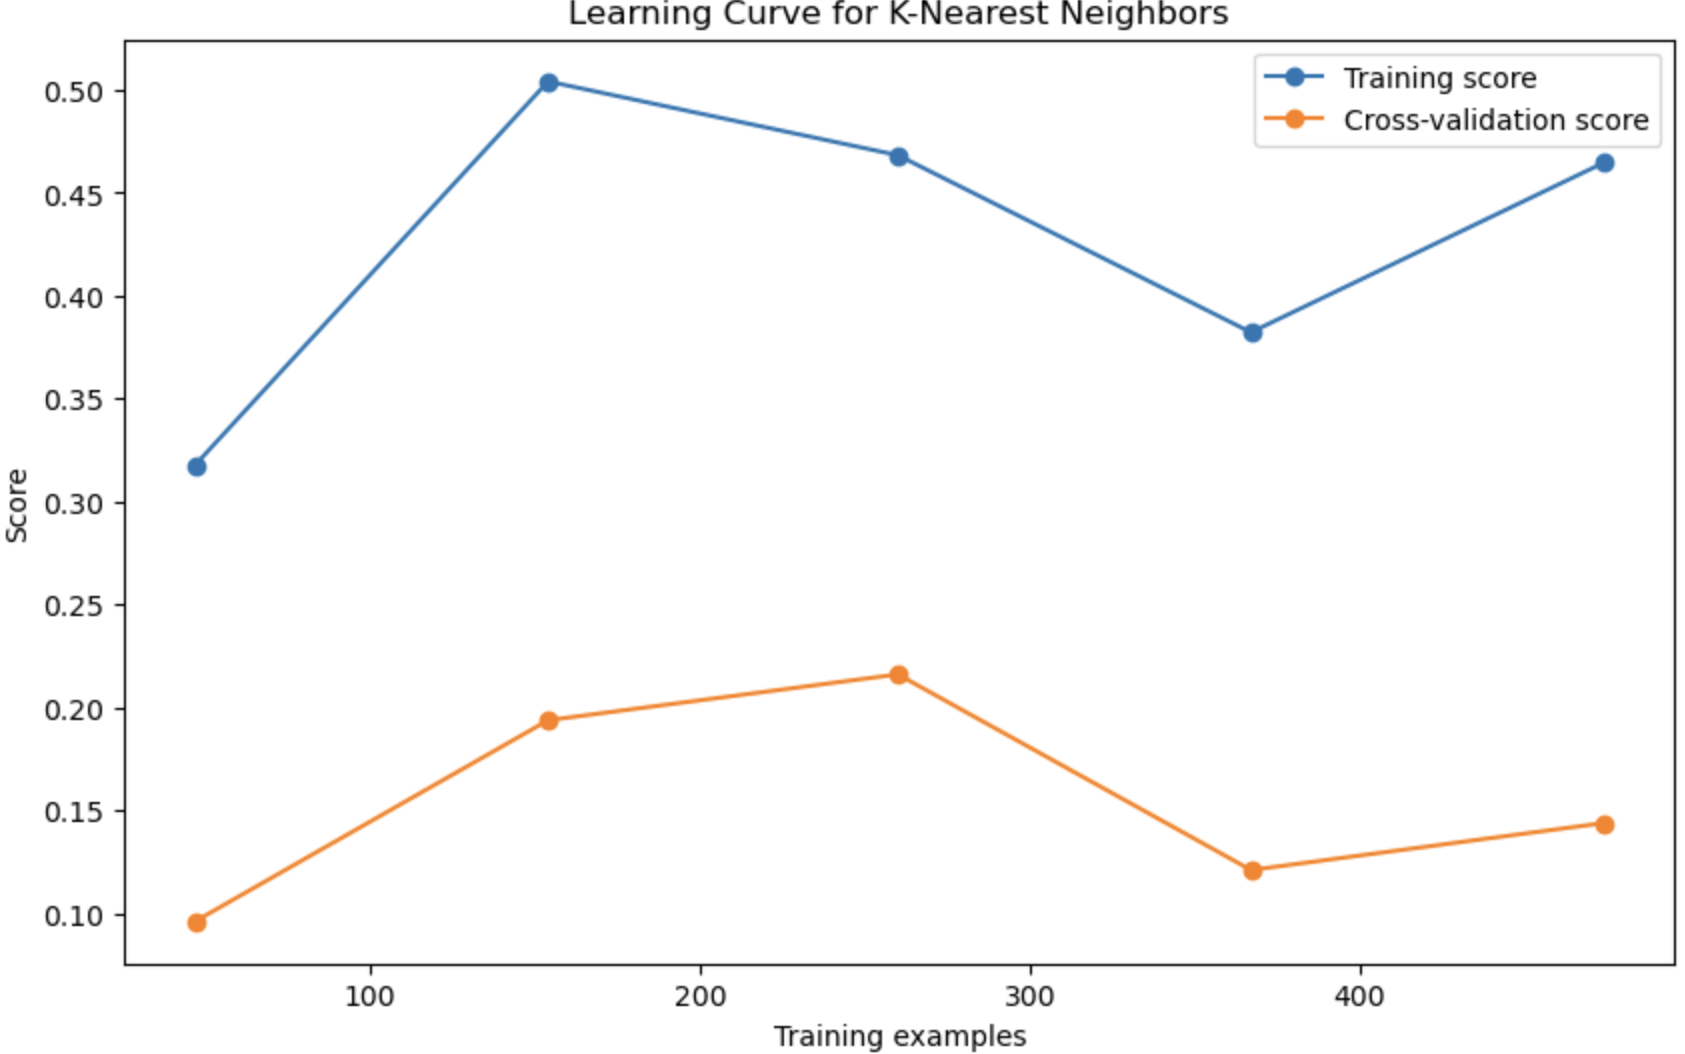 Learning Curve for K-Nearest Neighbors
Training score
Cross-validation score
0.50
0.45
0.40
0.35
0.30
0.25
0.20
0.15
0.10
Score
100 200 300 400
Training examples